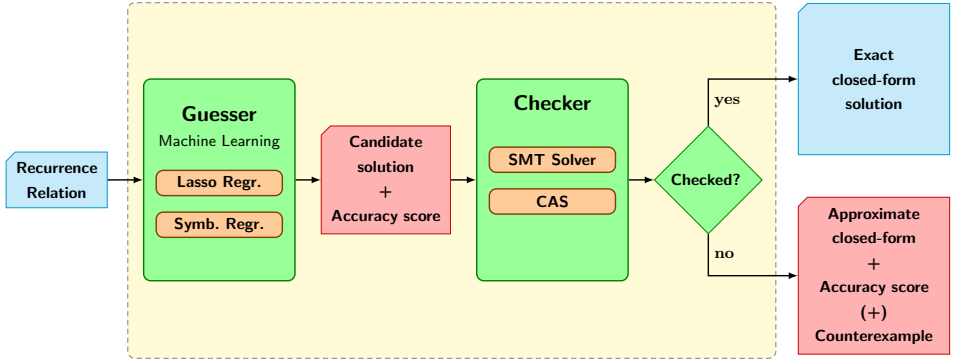 Recurrence
Relation
Guesser
Machine Learning
Lasso Regr.
Symb. Regr.
Candidate
solution
+
Accuracy score
Checker
SMT Solver
CAS
Checked?
yes
no
Exact
closed-form
solution
Approximate
closed-form
+
Accuracy score
(+)
Counterexample